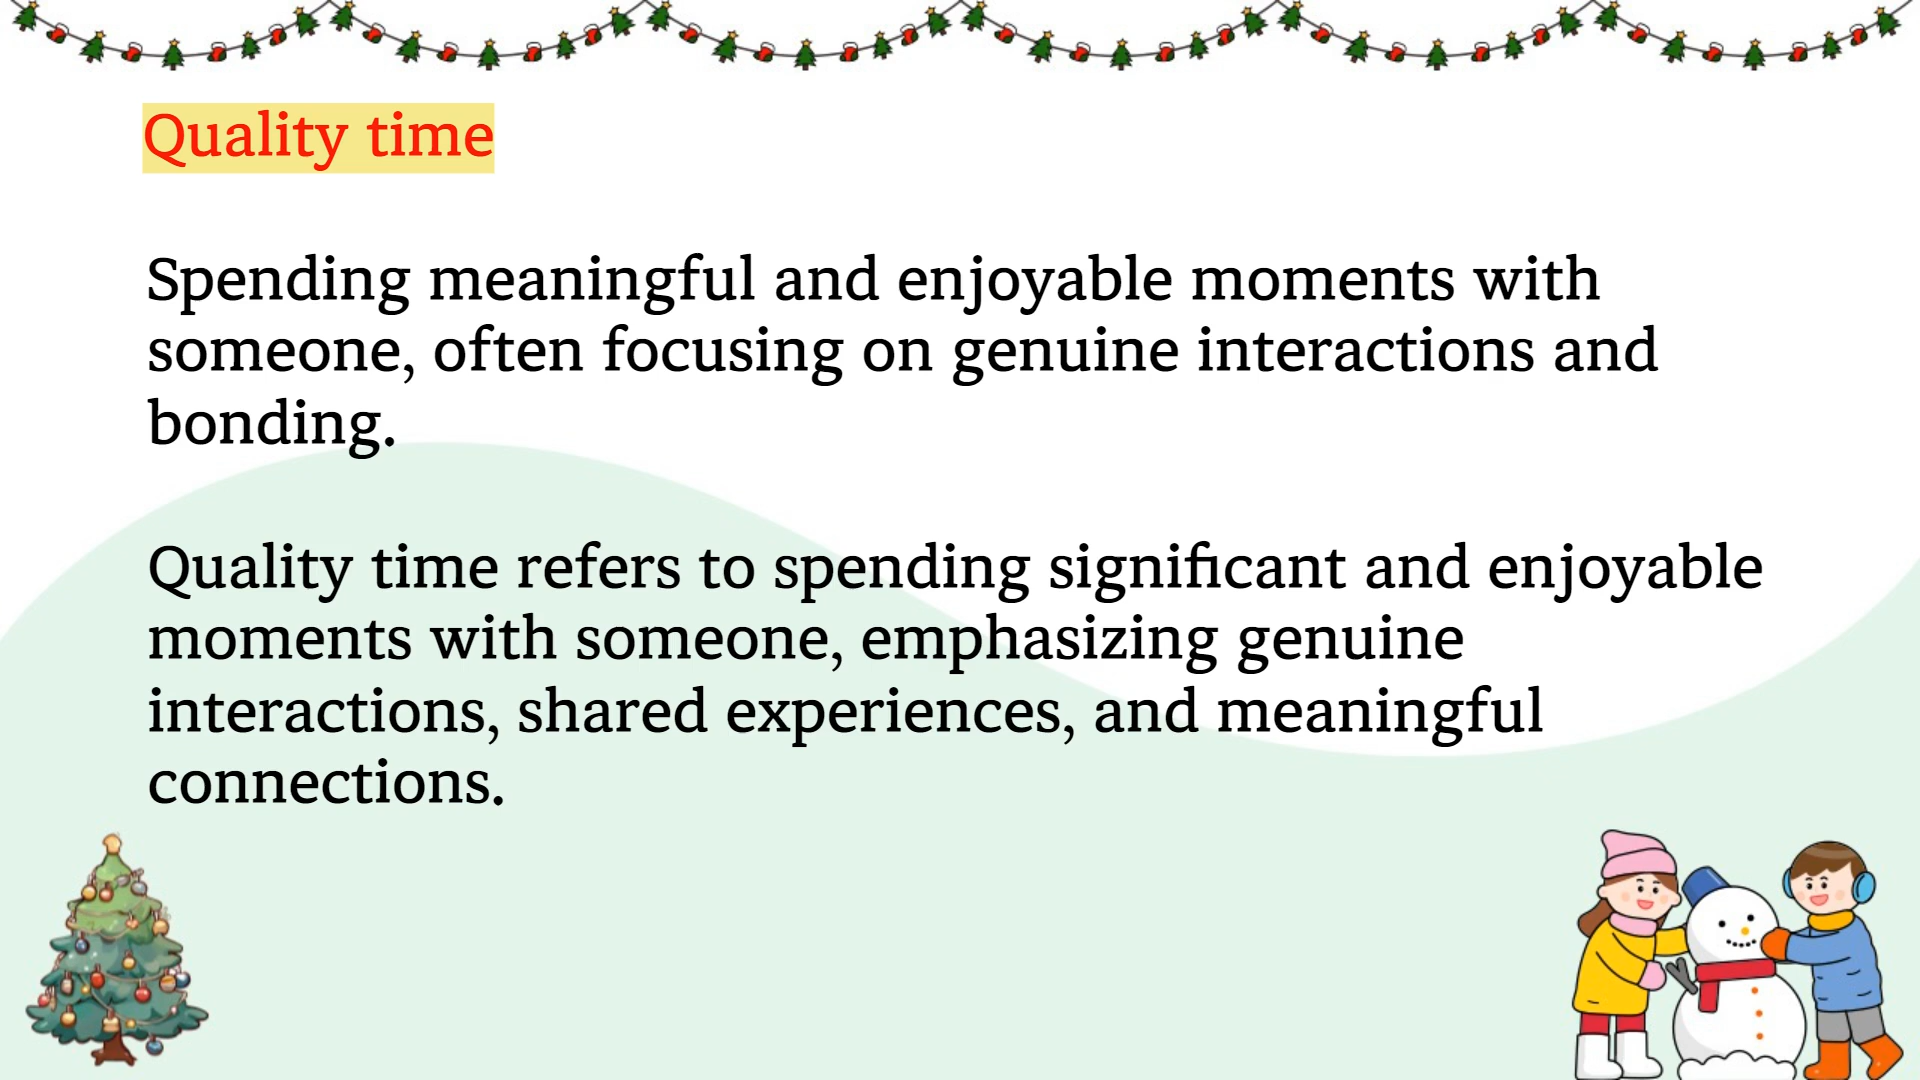 Quality time
Spending meaningful and enjoyable moments with
someone, often focusing on genuine interactions and
bonding.
Quality time refers to spending significant and enjoyable
moments with someone, emphasizing genuine
interactions, shared experiences, and meaningful
connections.